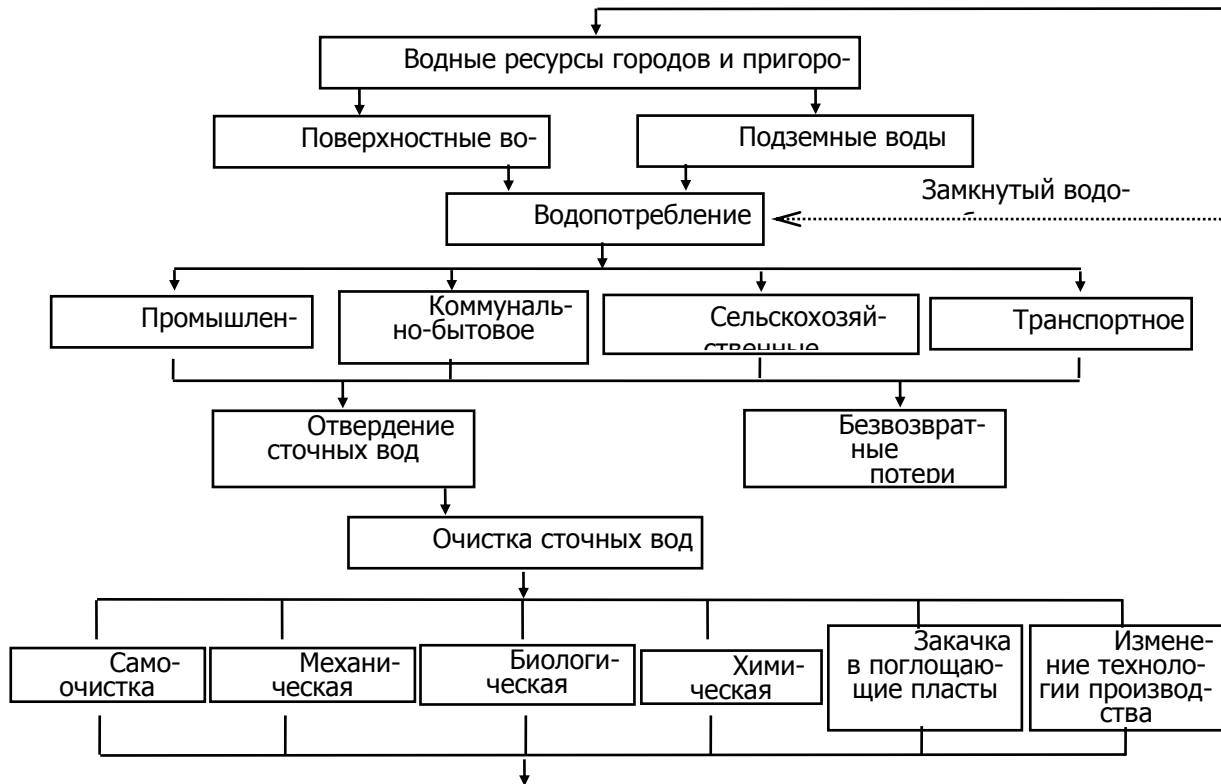 Водные ресурсы городов и пригоро-
Поверхностные во-
Подземные воды
Замкнутый водо-
Водопотребление
Промышлен-
Коммуналь-
но-бытовое
Сельскохозяй-
ственные
Транспортное
Отвердение
сточных вод
Безвозврат-
ные
потери
Очистка сточных вод
Само-
очистка
Механи-
ческая
Биологи-
ческая
Хими-
ческая
Закачка
в поглощаю-
щие пласты
Измене-
ние техноло-
гии производ-
ства